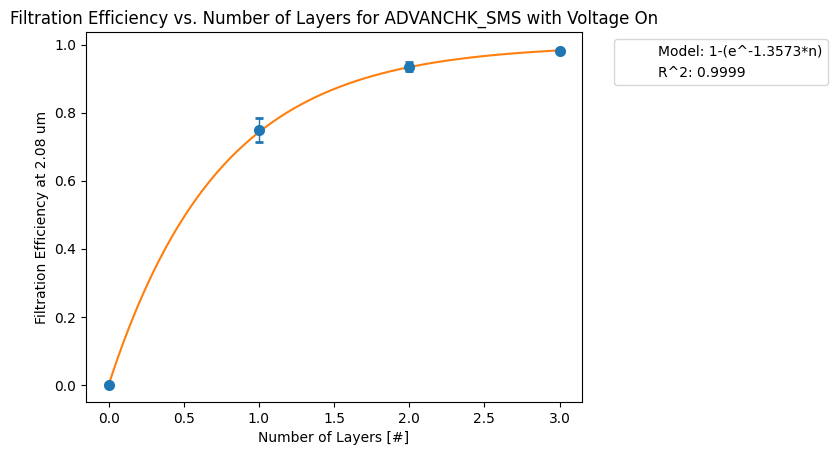 Filtration Efficiency vs. Number of Layers for ADVANCHK_SMS with Voltage On
Model: 1-(e^-1.3573*n)
R^2: 0.9999
Filtration Efficiency at 2.08 um
1.0
0.8
0.6
0.4
0.2
0.0
0.0 0.5 1.0 1.5 2.0 2.5 3.0
Number of Layers [#]